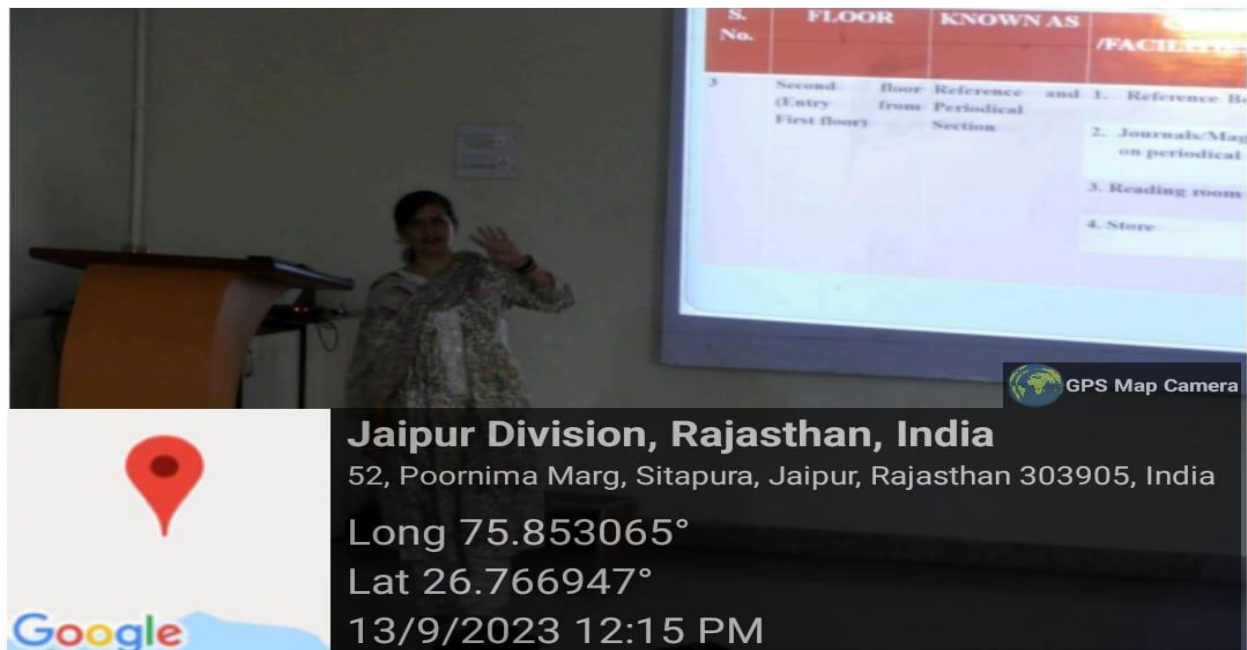 S. No.
FLOOR
KNOWN AS
/FACILITIES
3
Second floor
(Entry from
First floor)
Reference and
Periodical
Section
1. Reference
2. Journals/Mag
on periodical
3. Reading room
4. Store
GPS Map Camera
Jaipur Division, Rajasthan, India
52, Poornima Marg, Sitapura, Jaipur, Rajasthan 303905, India
Long 75.853065°
Lat 26.766947°
13/9/2023 12:15 PM
Google